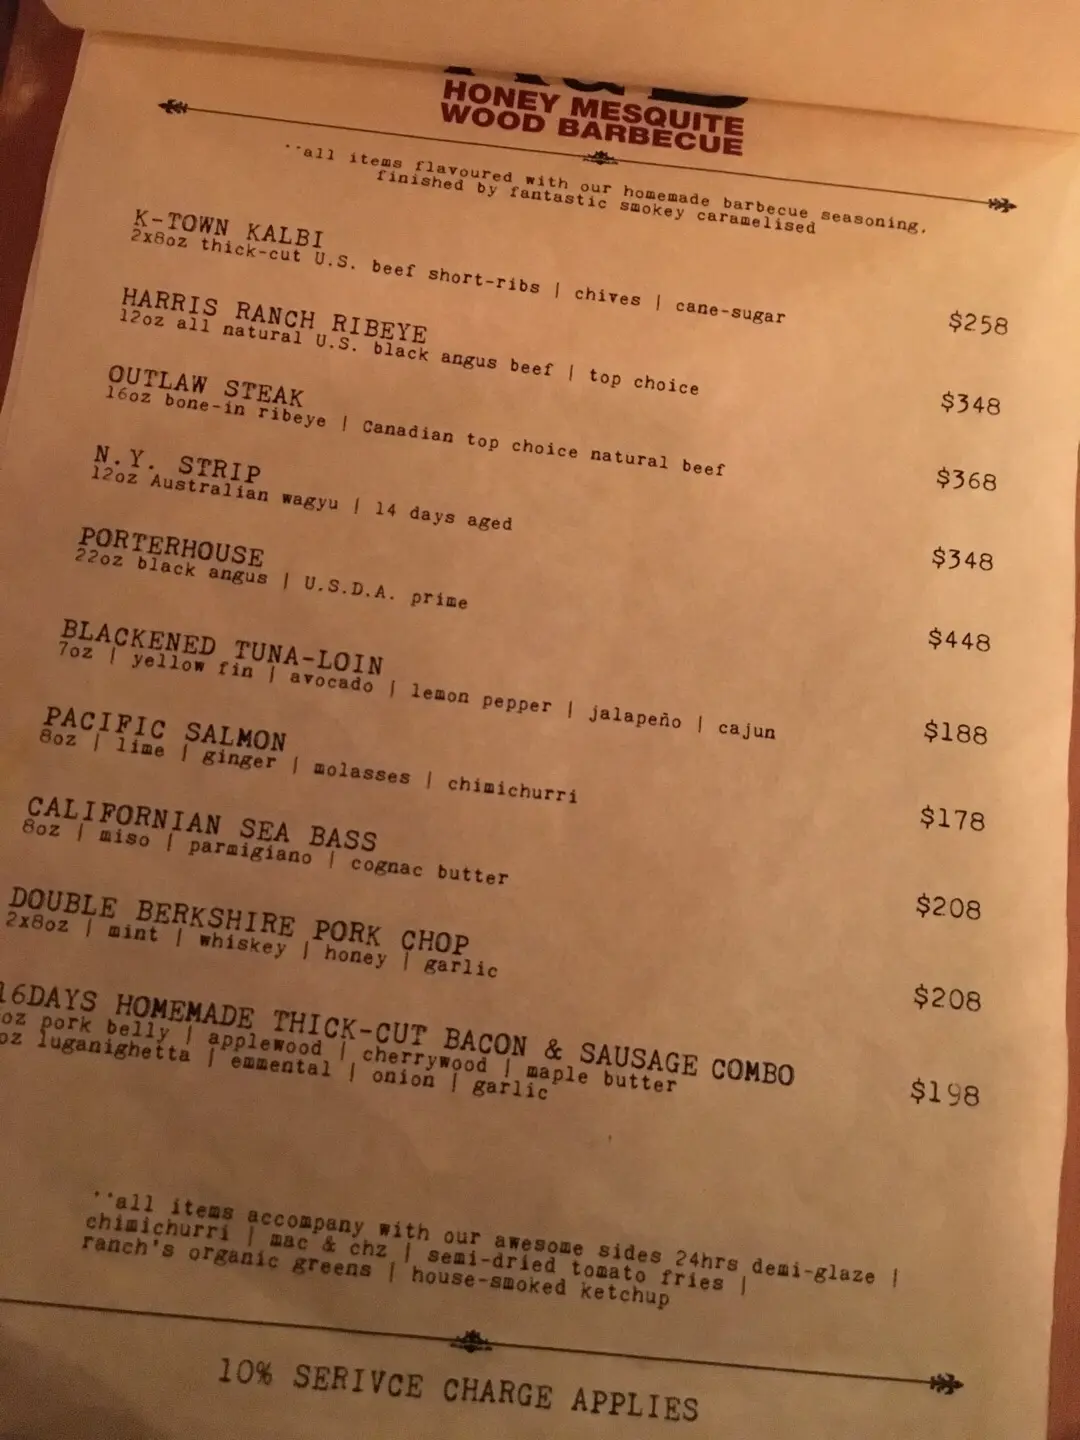 HONEY MESQUITE
WOOD BARBECUE
**all items flavoured with our homemade barbecue seasoning,
finished by fantastic smokey caramelised
K-TOWN KALBI
2x8oz thick-cut U.S. beef short-ribs | chives | cane-sugar
$258
HARRIS RANCH RIBEYE
12oz all natural U.S. black angus beef | top choice
$348
OUTLAW STEAK
16oz bone-in ribeye | Canadian top choice natural beef
$368
N.Y. STRIP
12oz Australian wagyu | 14 days aged
$348
PORTERHOUSE
22oz black angus | U.S.D.A. prime
$448
BLACKENED TUNA-LOIN
7oz | yellow fin | avocado | lemon pepper | jalapeño | cajun
$188
PACIFIC SALMON
8oz | lime | ginger | molasses | chimichurri
$178
CALIFORNIAN SEA BASS
8oz | miso | parmigiano | cognac butter
$208
DOUBLE BERKSHIRE PORK CHOP
2x8oz | mint | whiskey | honey | garlic
$208
16DAYS HOMEMADE THICK-CUT BACON & SAUSAGE COMBO
oz pork belly | applewood | cherrywood | maple butter
oz luganighetta | emmental | onion | garlic
$198
**all items accompany with our awesome sides 24hrs demi-glaze |
chimichurri | mac & chz | semi-dried tomato fries |
ranch's organic greens | house-smoked ketchup
10% SERIVCE CHARGE APPLIES